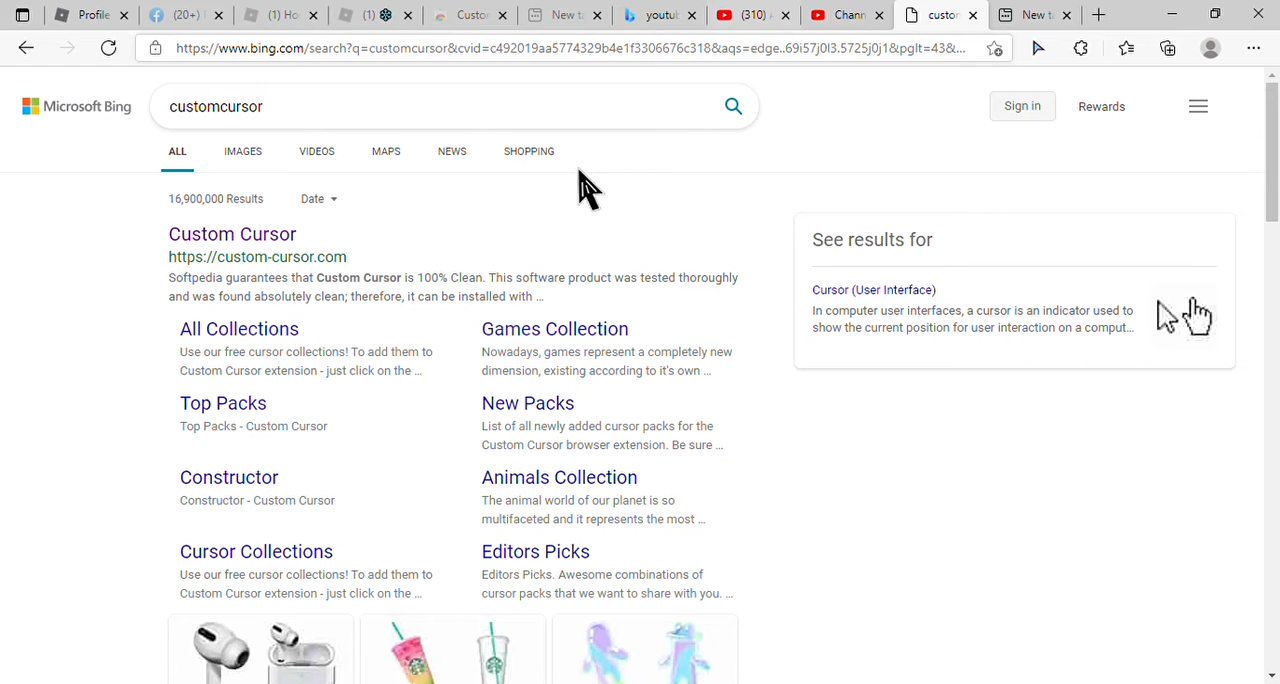 Profile
(20+)
(1) Ho
(1)
Custor
New ta
youtu
(310)
Chann
custor
New ta
https://www.bing.com/search?q=customcursor&cvid=c492019aa5774329b4e1f3306676c318&aqs=edge..69i57j0l3.5725j0j1&pglt=43&...
Microsoft Bing
customcursor
Sign in
Rewards
ALL
IMAGES
VIDEOS
MAPS
NEWS
SHOPPING
16,900,000 Results
Date
Custom Cursor
https://custom-cursor.com
Softpedia guarantees that Custom Cursor is 100% Clean. This software product was tested thoroughly
and was found absolutely clean; therefore, it can be installed with ...
All Collections
Use our free cursor collections! To add them to
Custom Cursor extension - just click on the ...
Games Collection
Nowadays, games represent a completely new
dimension, existing according to it's own ...
Top Packs
Top Packs - Custom Cursor
New Packs
List of all newly added cursor packs for the
Custom Cursor browser extension. Be sure ...
Constructor
Constructor - Custom Cursor
Animals Collection
The animal world of our planet is so
multifaceted and it represents the most ...
Cursor Collections
Use our free cursor collections! To add them to
Custom Cursor extension - just click on the ...
Editors Picks
Editors Picks. Awesome combinations of
cursor packs that we want to share with you. ...
See results for
Cursor (User Interface)
In computer user interfaces, a cursor is an indicator used to
show the current position for user interaction on a comput...